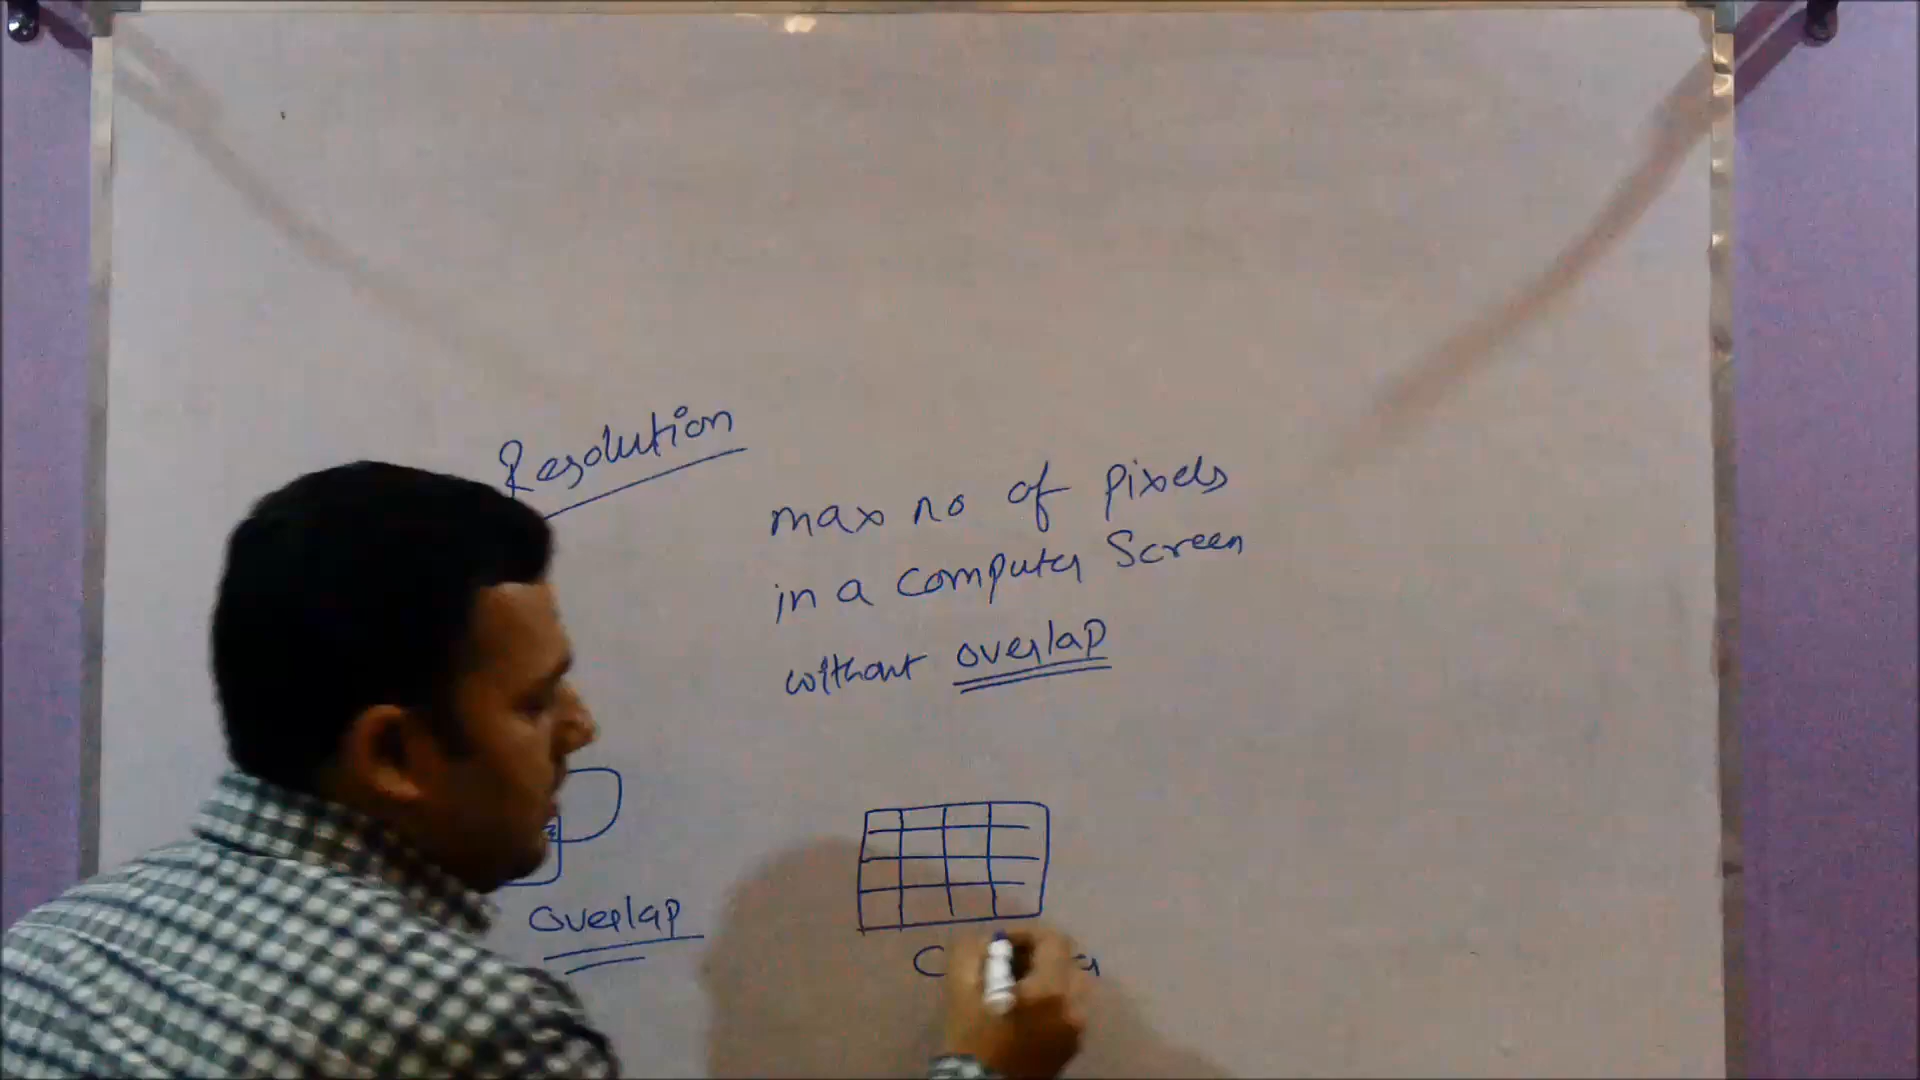 Resolution
max no of pixels
in a computer Screen
without overlap
overlap